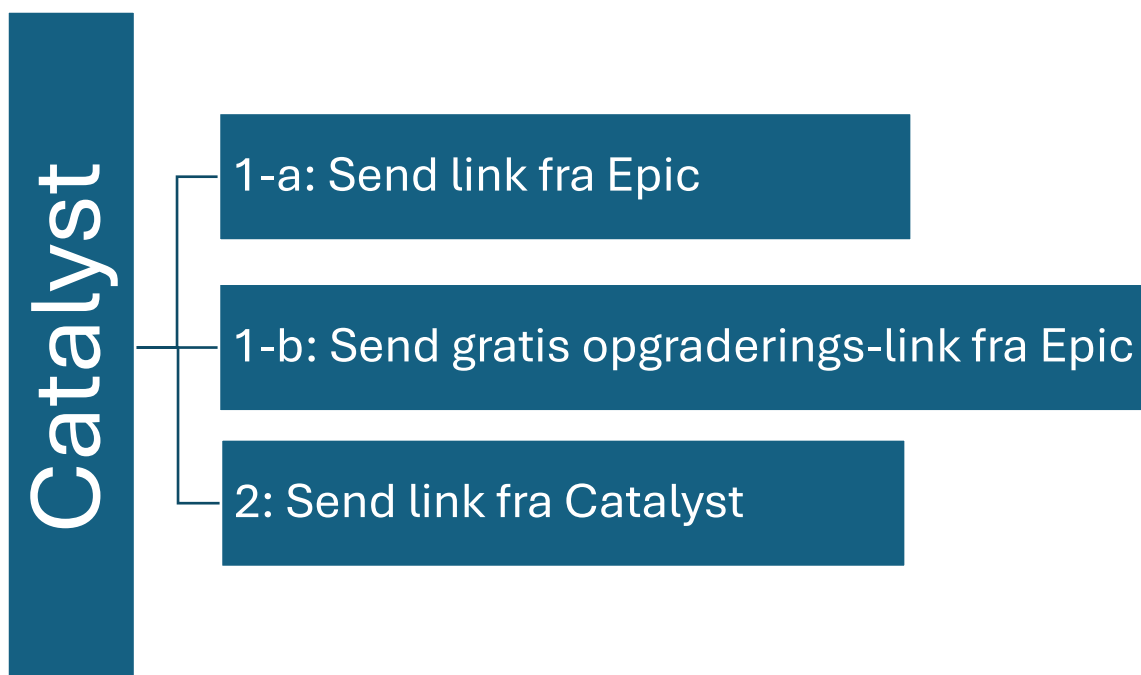 Catalyst
1-a: Send link fra Epic
1-b: Send gratis opgraderings-link fra Epic
2: Send link fra Catalyst